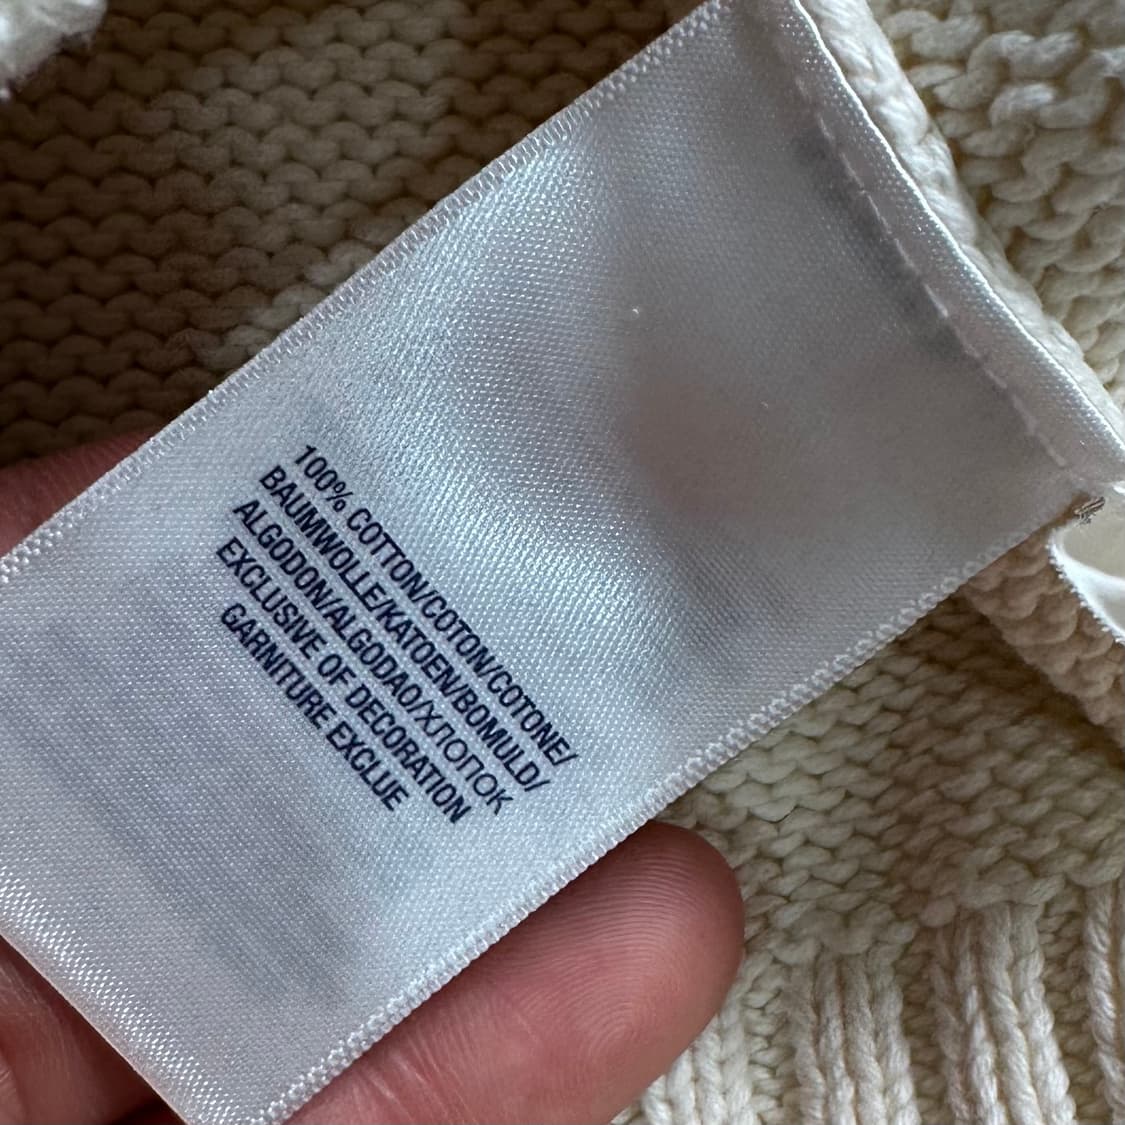 100% COTTON/COTON/COTONE/
BAUMWOLLE/KATOEN/BOMULD/
ALGODON/ALGODAO/ХЛОПОК
EXCLUSIVE OF DECORATION
GARNITURE EXCLUE